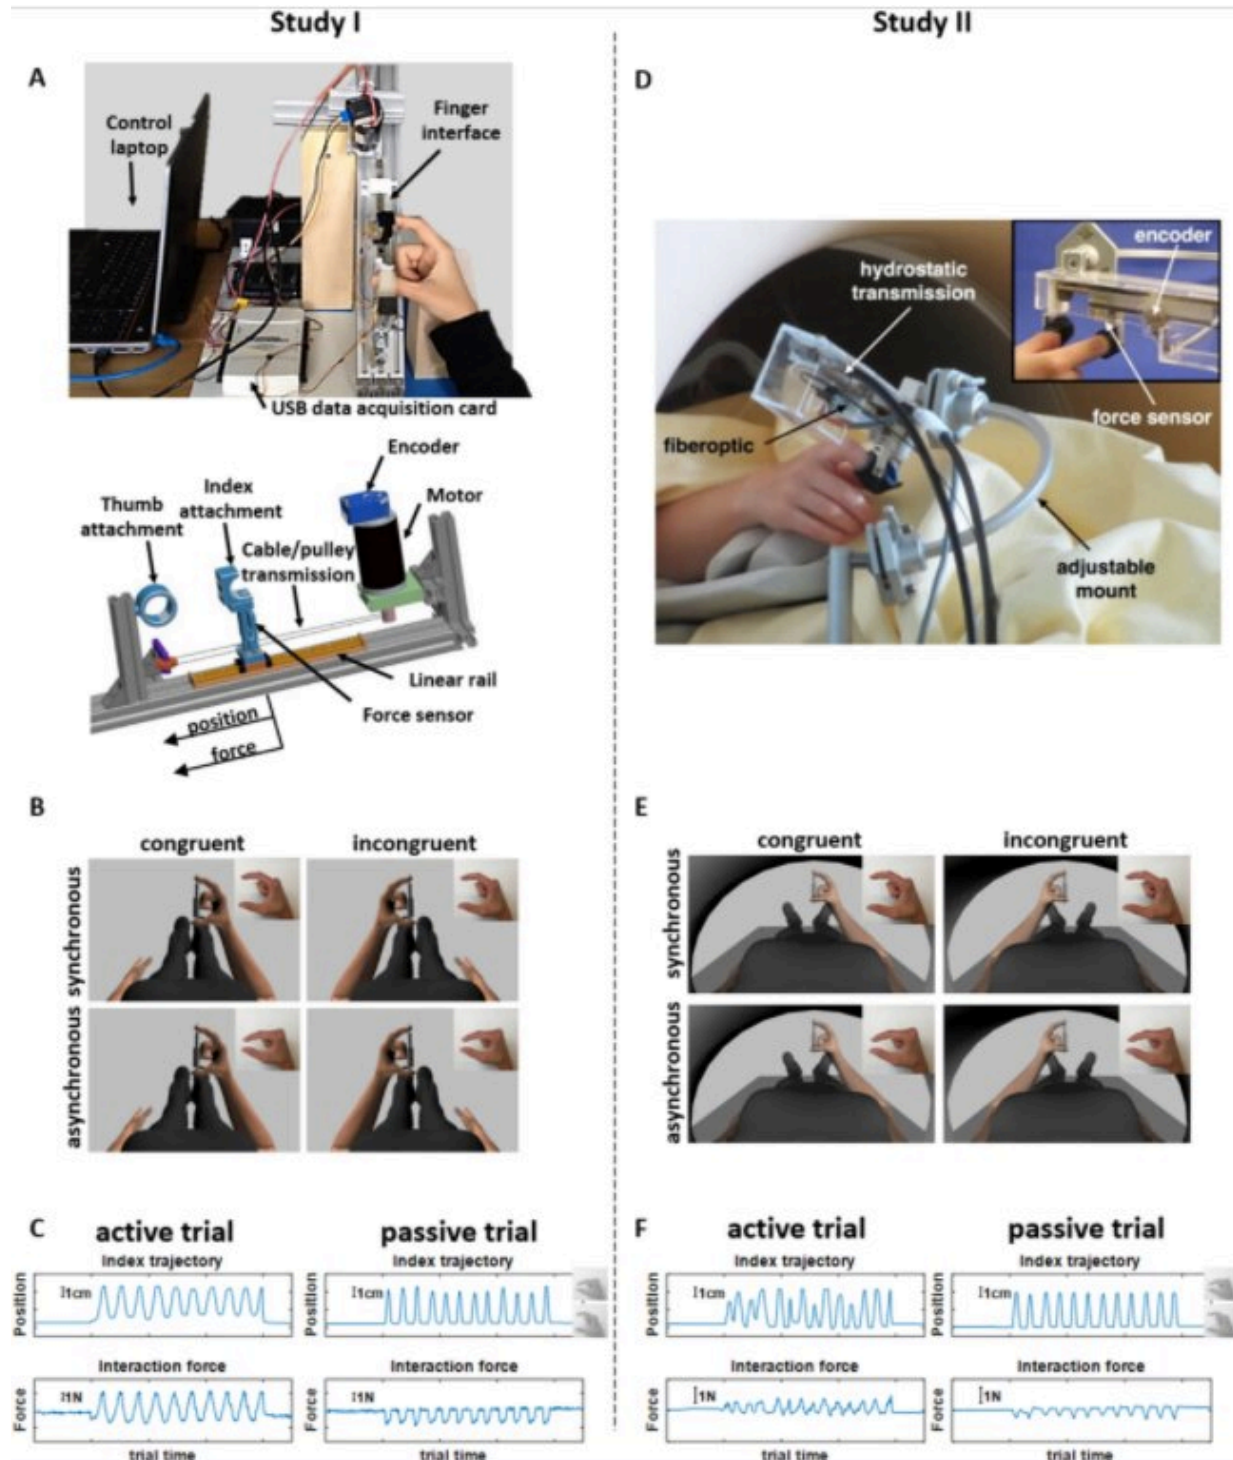 Study I
Study II
A
Control
laptop
Finger
interface
USB data acquisition card
Encoder
Index
attachment
Motor
Thumb
attachment
Cable/pulley
transmission
Linear rail
Force sensor
position
force
D
encoder
hydrostatic
transmission
force sensor
fiberoptic
adjustable
mount
B
congruent
incongruent
synchronous
asynchronous
E
congruent
incongruent
synchronous
asynchronous
C
active trial
passive trial
Index trajectory
Index trajectory
Position
1cm
Position
1cm
Interaction force
Interaction force
Force
1N
Force
1N
trial time
trial time
F
active trial
passive trial
Index trajectory
Index trajectory
Position
1cm
Position
1cm
Interaction force
Interaction force
Force
1N
Force
1N
trial time
trial time